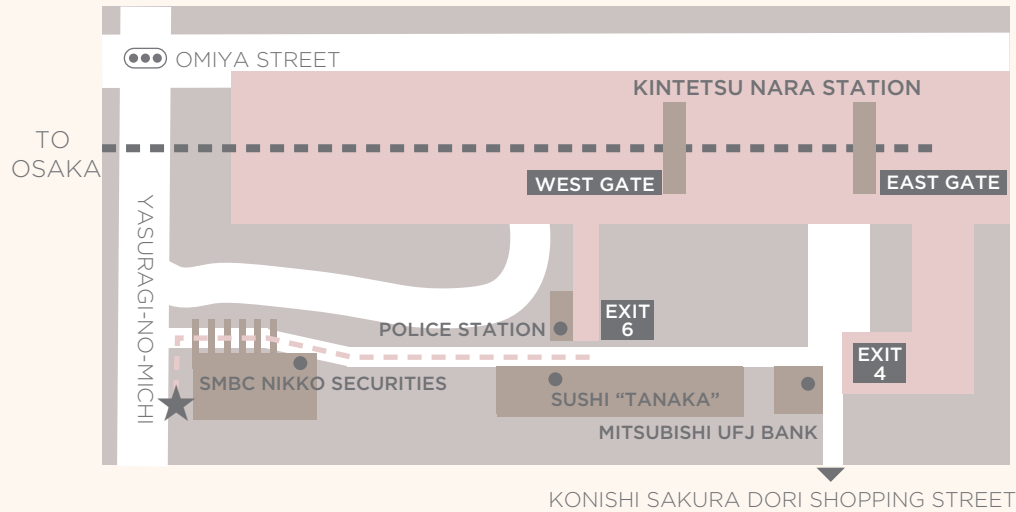 OMIYA STREET
KINTETSU NARA STATION
TO
OSAKA
WEST GATE
EAST GATE
YASURAGI-NO-MICHI
EXIT
6
POLICE STATION
EXIT
4
SMBC NIKKO SECURITIES
SUSHI “TANAKA”
MITSUBISHI UFJ BANK
KONISHI SAKURA DORI SHOPPING STREET